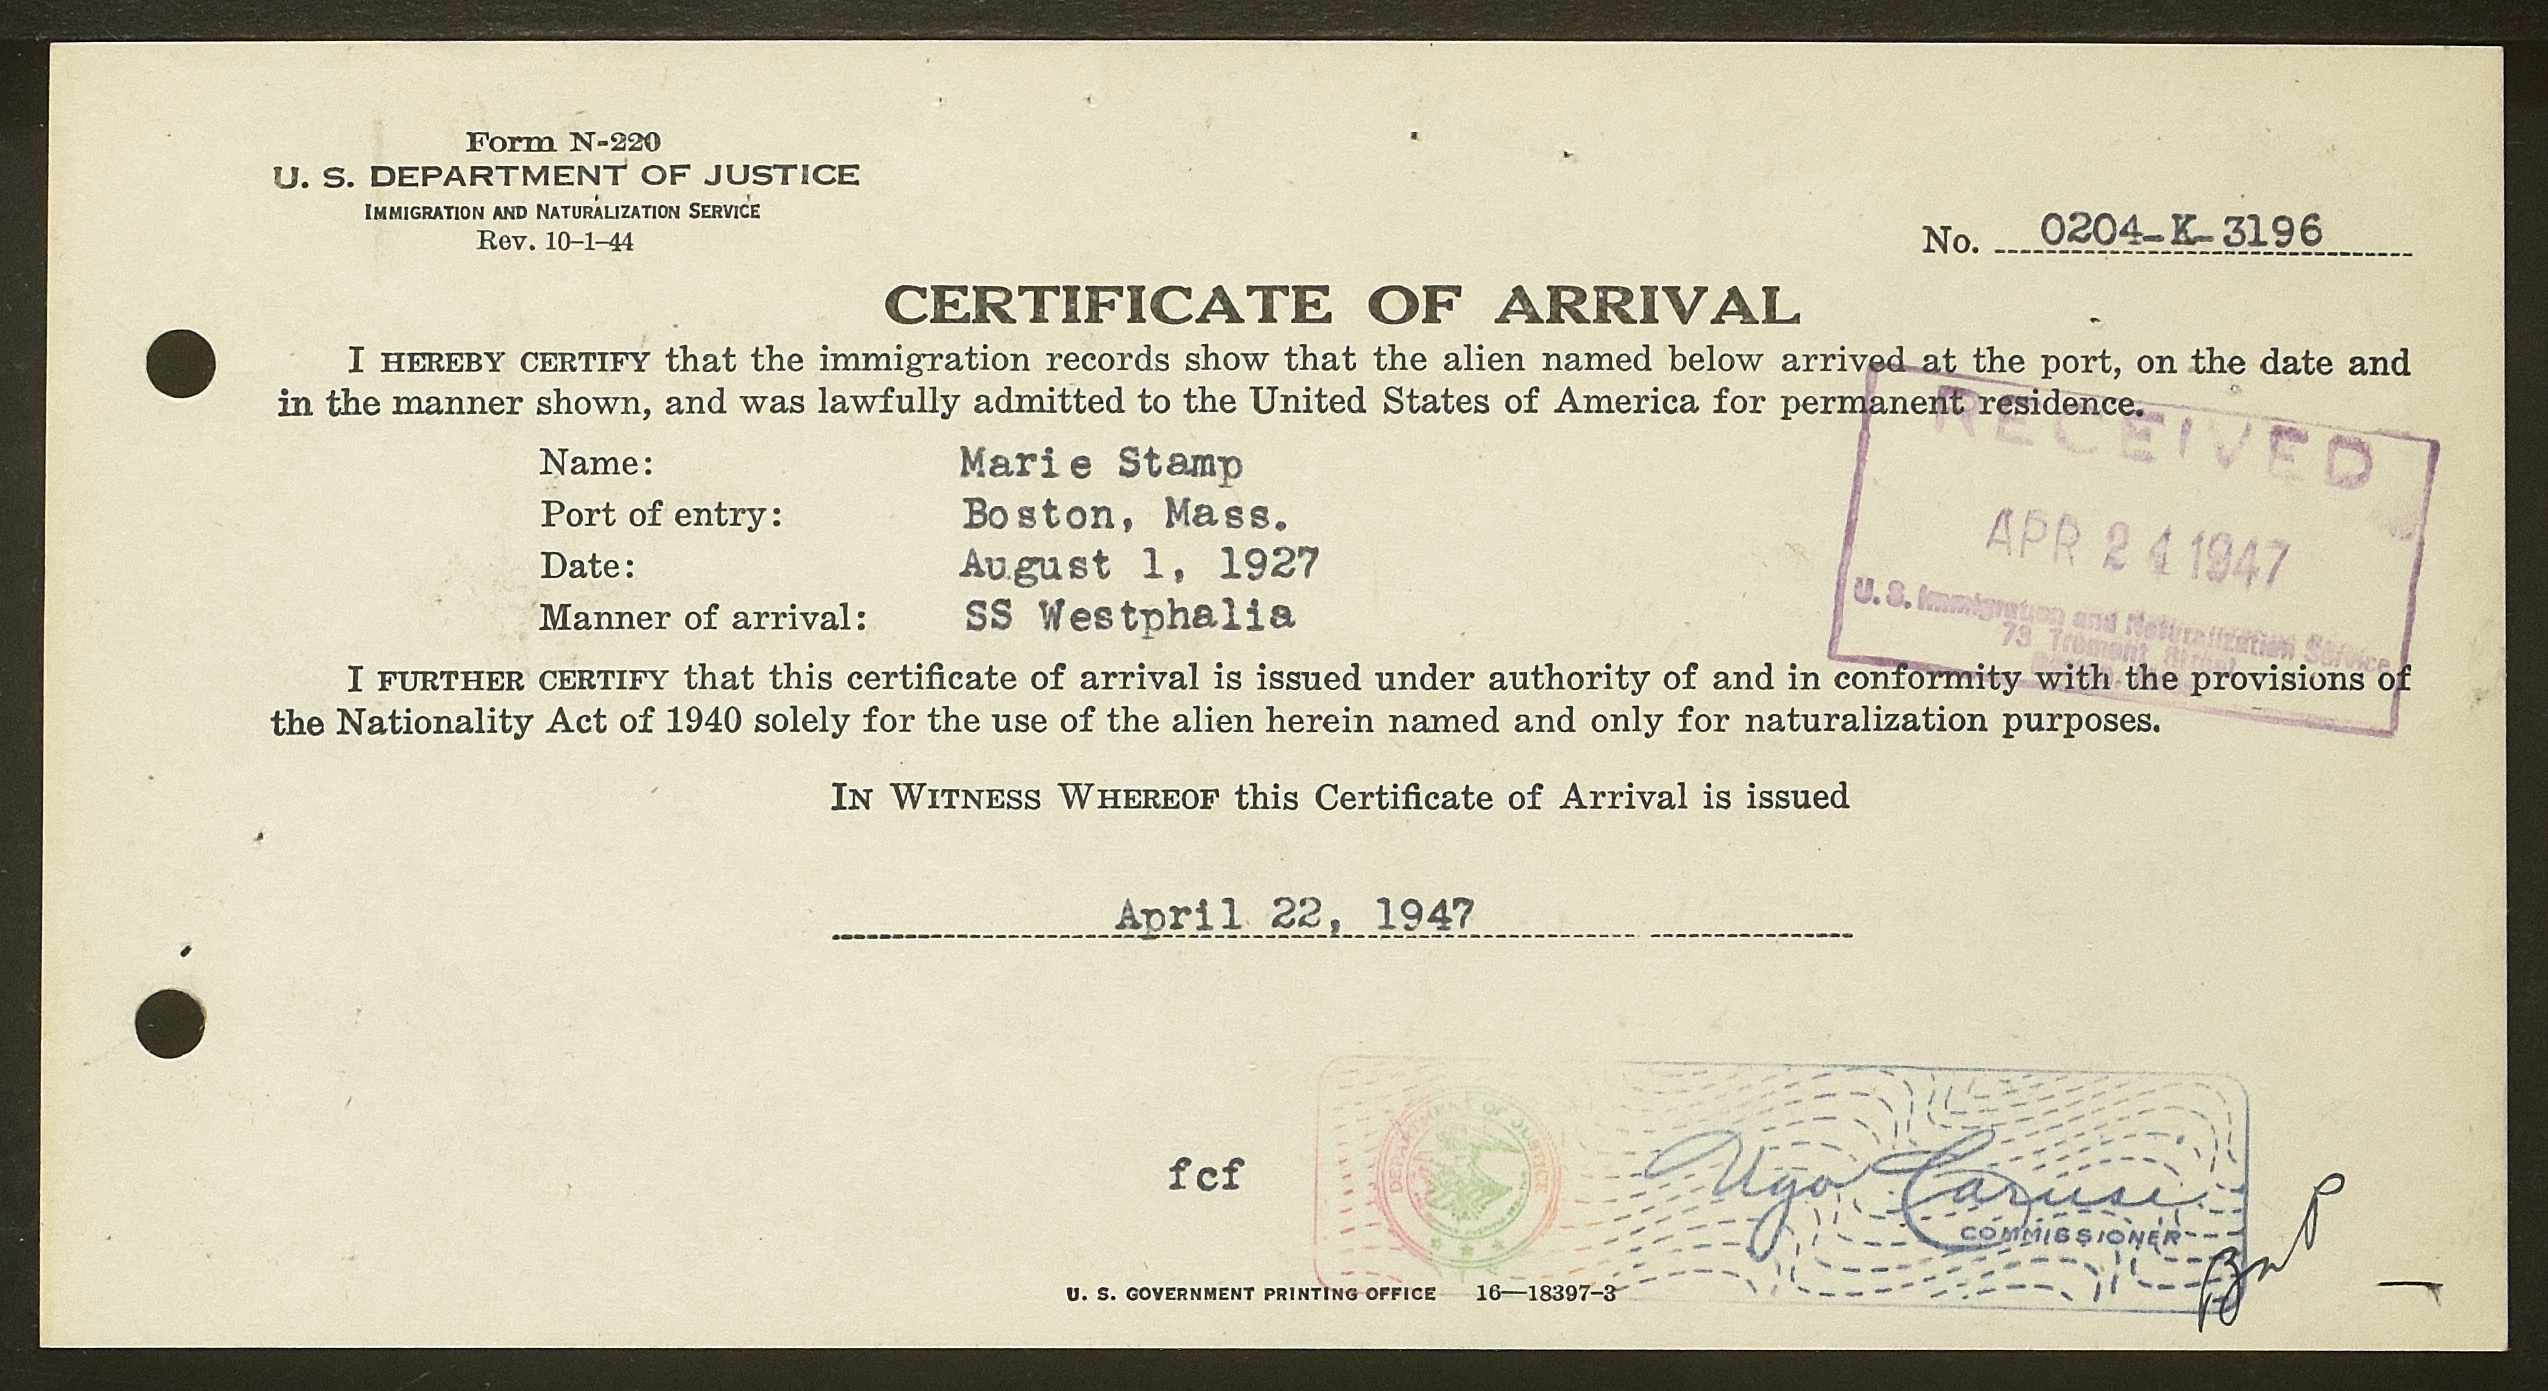 Form N-220
U. S. DEPARTMENT OF JUSTICE
IMMIGRATION AND NATURALIZATION SERVICE
Rev. 10–1–44
No. 0204-K-3196
CERTIFICATE OF ARRIVAL
I HEREBY CERTIFY that the immigration records show that the alien named below arrived at the port, on the date and
in the manner shown, and was lawfully admitted to the United States of America for permanent residence.
RECEIVED
APR 24 1947
U. S. Immigration and Naturalization Service
73 Tremont Street
Name: Marie Stamp
Port of entry: Boston, Mass.
Date: August 1, 1927
Manner of arrival: SS Westphalia
I FURTHER CERTIFY that this certificate of arrival is issued under authority of and in conformity with the provisions of
the Nationality Act of 1940 solely for the use of the alien herein named and only for naturalization purposes.
IN WITNESS WHEREOF this Certificate of Arrival is issued
April 22, 1947
fcf
DEPARTMENT OF JUSTICE
Ugo Carusi
COMMISSIONER
U. S. GOVERNMENT PRINTING OFFICE 16—18397-3